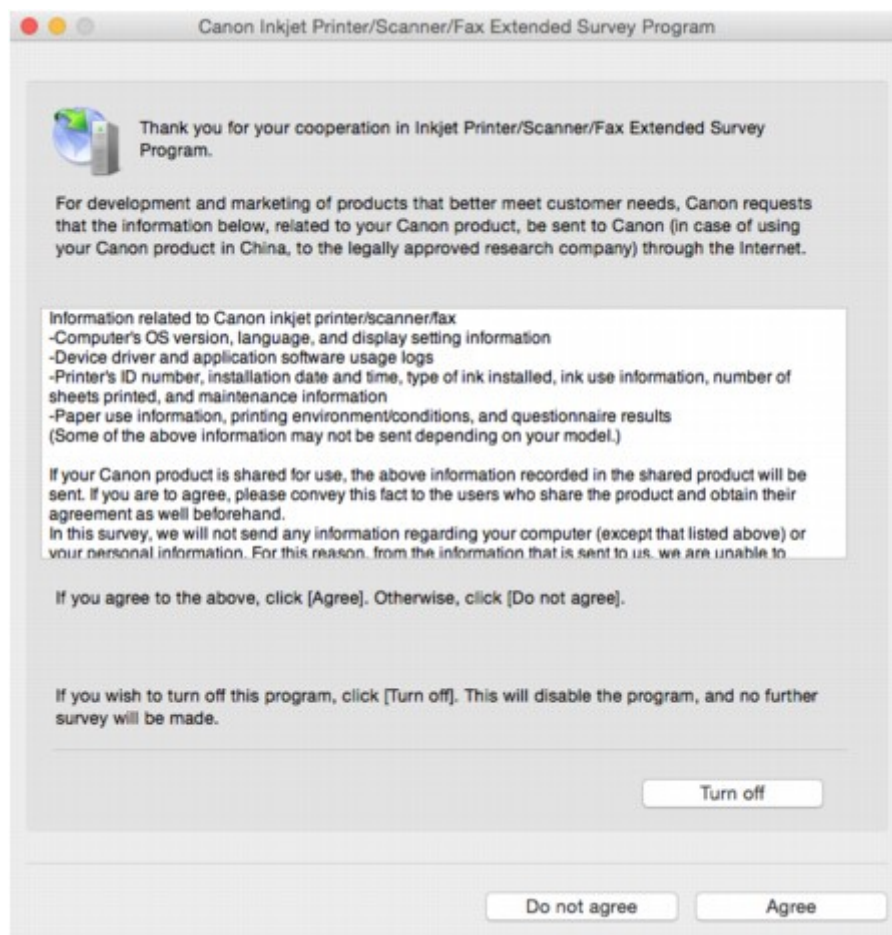 Canon Inkjet Printer/Scanner/Fax Extended Survey Program
Thank you for your cooperation in Inkjet Printer/Scanner/Fax Extended Survey
Program.
For development and marketing of products that better meet customer needs, Canon requests
that the information below, related to your Canon product, be sent to Canon (in case of using
your Canon product in China, to the legally approved research company) through the Internet.
Information related to Canon inkjet printer/scanner/fax
-Computer's OS version, language, and display setting information
-Device driver and application software usage logs
-Printer's ID number, installation date and time, type of ink installed, ink use information, number of
sheets printed, and maintenance information
-Paper use information, printing environment/conditions, and questionnaire results
(Some of the above information may not be sent depending on your model.)
If your Canon product is shared for use, the above information recorded in the shared product will be
sent. If you are to agree, please convey this fact to the users who share the product and obtain their
agreement as well beforehand.
In this survey, we will not send any information regarding your computer (except that listed above) or
your personal information. For this reason, from the information that is sent to us, we are unable to
If you agree to the above, click [Agree]. Otherwise, click [Do not agree].
If you wish to turn off this program, click [Turn off]. This will disable the program, and no further
survey will be made.
Turn off
Do not agree
Agree